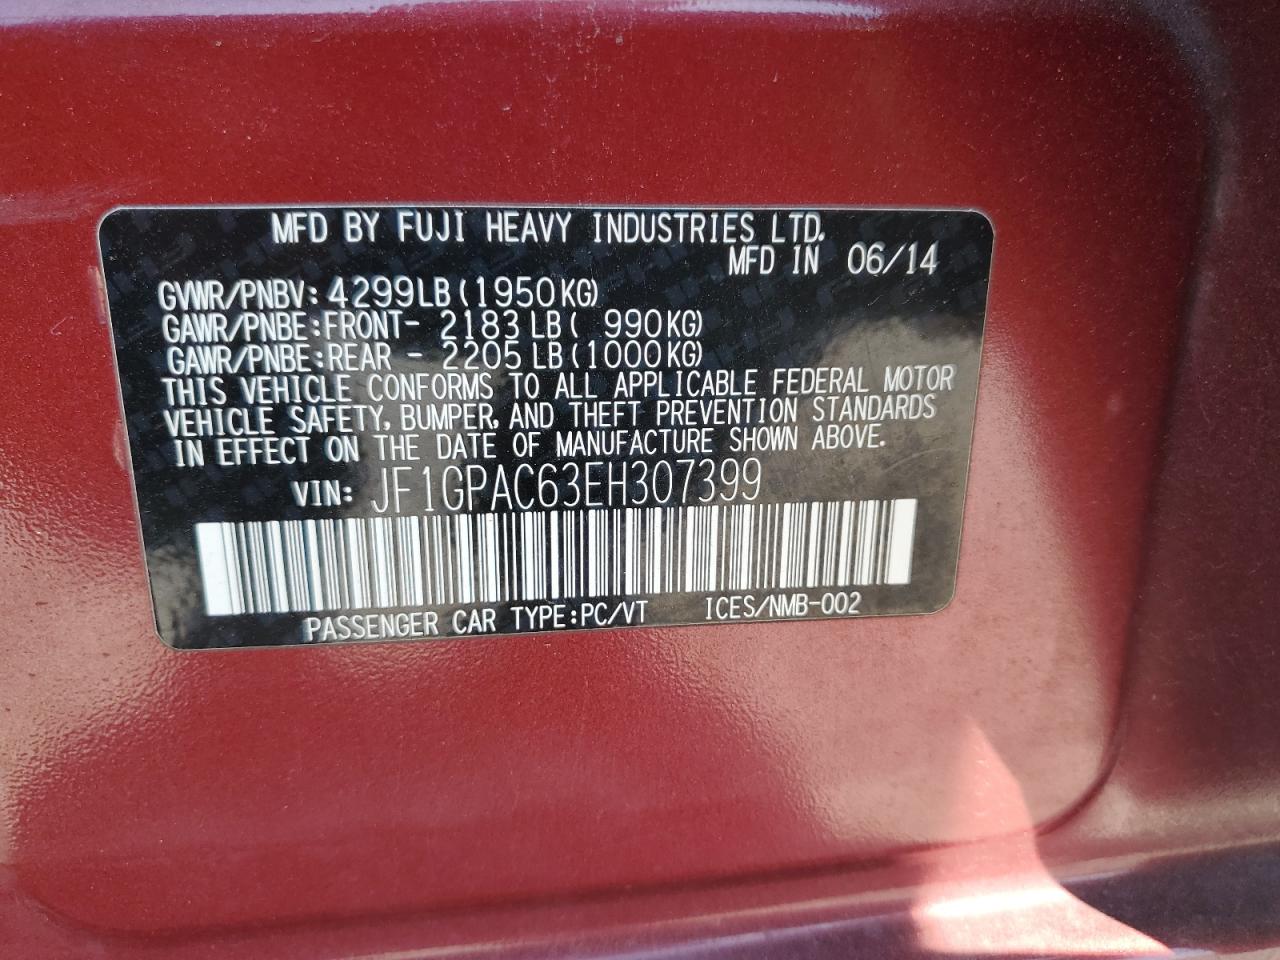 MFD BY FUJI HEAVY INDUSTRIES LTD.
MFD IN 06/14
GVWR/PNBV: 4299LB(1950KG)
GAWR/PNBE:FRONT- 2183LB( 990KG)
GAWR/PNBE:REAR - 2205LB(1000KG)
THIS VEHICLE CONFORMS TO ALL APPLICABLE FEDERAL MOTOR
VEHICLE SAFETY, BUMPER, AND THEFT PREVENTION STANDARDS
IN EFFECT ON THE DATE OF MANUFACTURE SHOWN ABOVE.
VIN: JF1GPAC63EH307399
PASSENGER CAR TYPE:PC/VT ICES/NMB-002